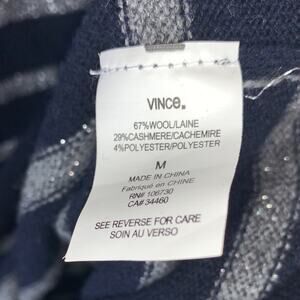 VINCE.
67%WOOL/LAINE
29%CASHMERE/CACHEMIRE
4%POLYESTER/POLYESTER
M
MADE IN CHINA
Fabriqué en CHINE
RN# 106730
CA# 34460
SEE REVERSE FOR CARE
SOIN AU VERSO